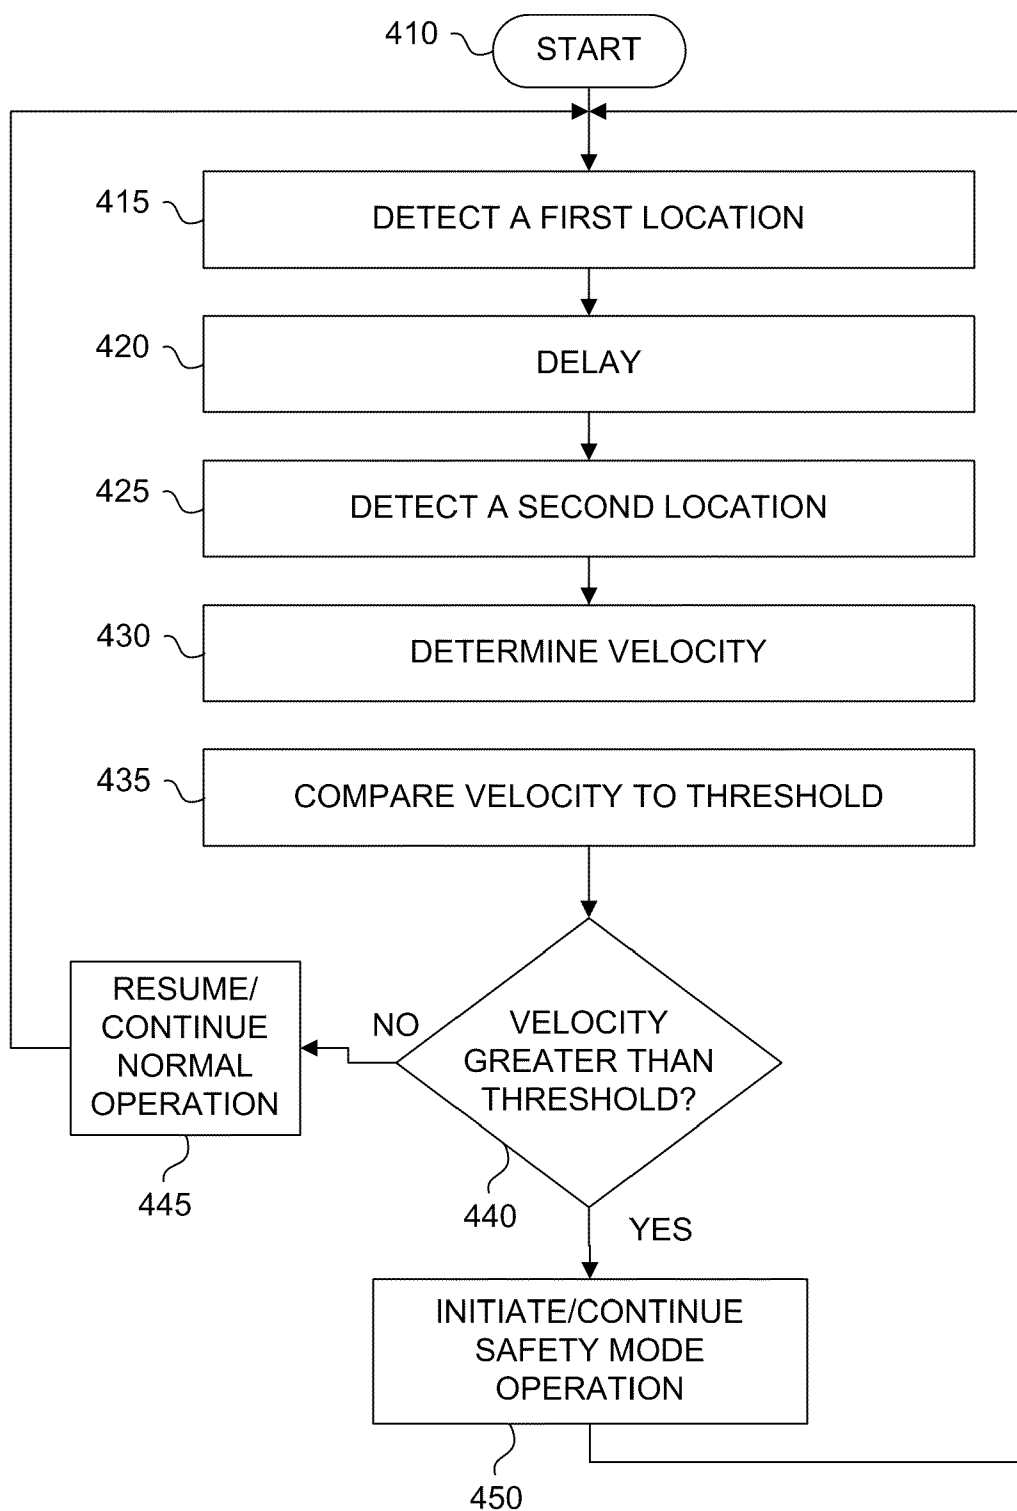 410
START
415
DETECT A FIRST LOCATION
420
DELAY
425
DETECT A SECOND LOCATION
430
DETERMINE VELOCITY
435
COMPARE VELOCITY TO THRESHOLD
RESUME/
CONTINUE
NORMAL
OPERATION
445
NO
VELOCITY
GREATER THAN
THRESHOLD?
440
YES
INITIATE/CONTINUE
SAFETY MODE
OPERATION
450